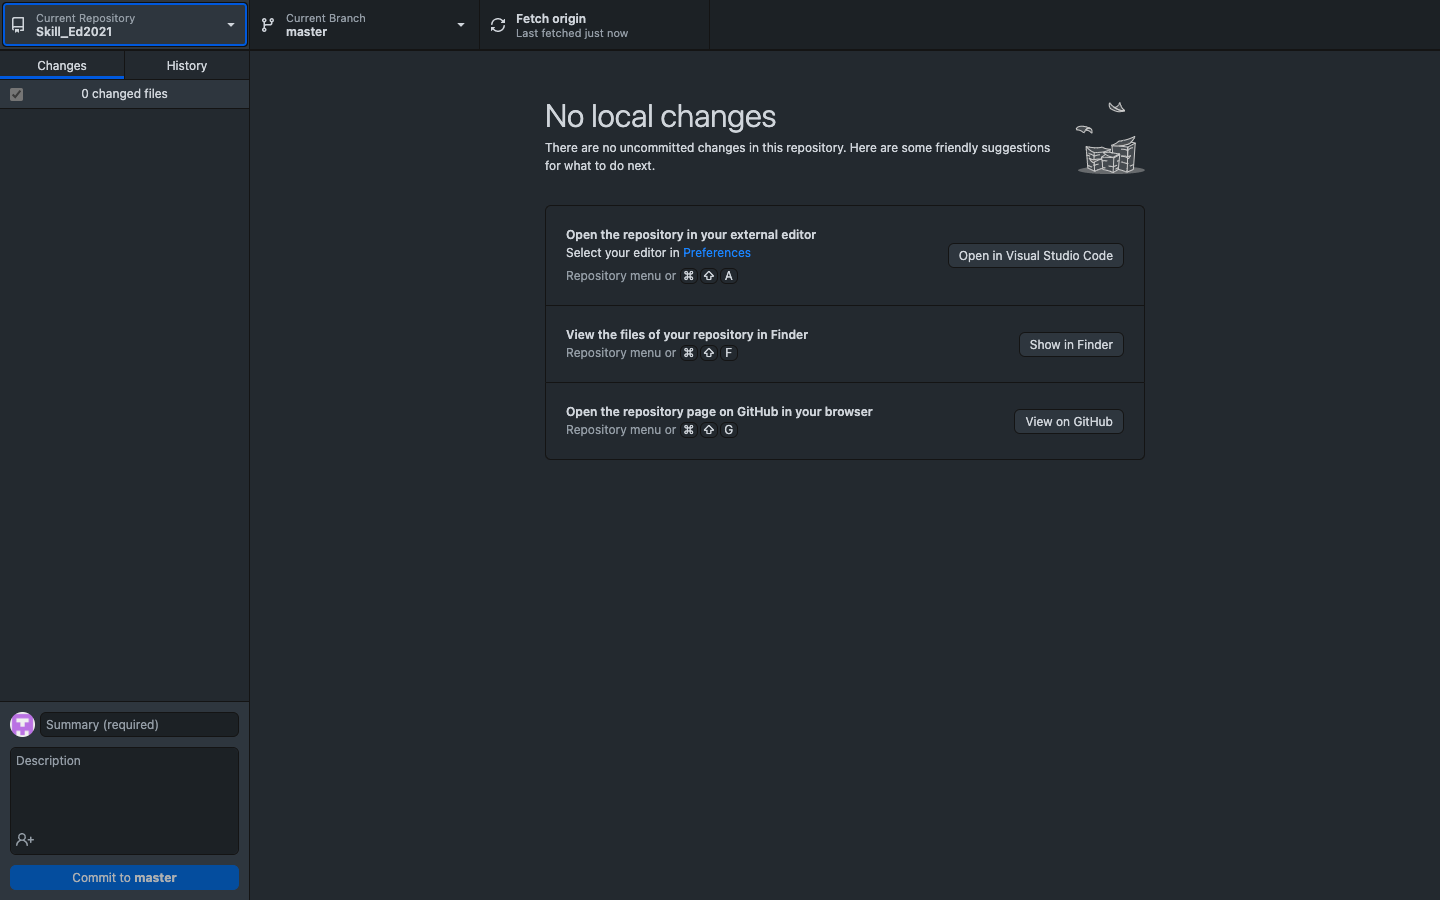 Current Repository
Skill_Ed2021
Current Branch
master
Fetch origin
Last fetched just now
Changes
History
0 changed files
No local changes
There are no uncommitted changes in this repository. Here are some friendly suggestions
for what to do next.
Open the repository in your external editor
Select your editor in Preferences
Repository menu or ⌘ ⇧ A
Open in Visual Studio Code
View the files of your repository in Finder
Repository menu or ⌘ ⇧ F
Show in Finder
Open the repository page on GitHub in your browser
Repository menu or ⌘ ⇧ G
View on GitHub
Summary (required)
Description
Commit to master